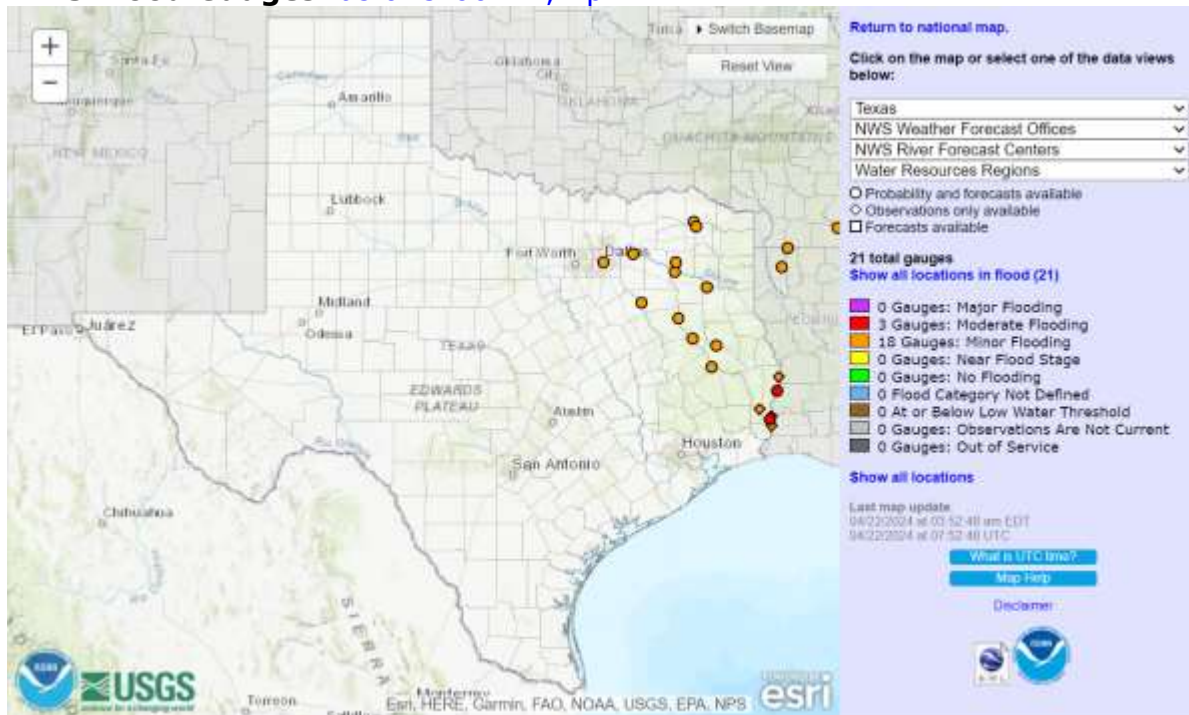 Switch Basemap
Reset View
+
−
Santa Fe
Amarillo
Oklahoma
City
OKLAHOMA
OUACHITA MOUNTAINS
NEW MEXICO
Lubbock
Fort Worth
Dallas
Midland
Odessa
El Paso
Juárez
TEXAS
EDWARDS
PLATEAU
Austin
Houston
San Antonio
Chihuahua
SIERRA
Torreon
Monterrey
USGS
science for a changing world
Esri, HERE, Garmin, FAO, NOAA, USGS, EPA, NPS
esri
Return to national map.
Click on the map or select one of the data views
below:
Texas
NWS Weather Forecast Offices
NWS River Forecast Centers
Water Resources Regions
Probability and forecasts available
Observations only available
Forecasts available
21 total gauges
Show all locations in flood (21)
0 Gauges: Major Flooding
3 Gauges: Moderate Flooding
18 Gauges: Minor Flooding
0 Gauges: Near Flood Stage
0 Gauges: No Flooding
0 Flood Category Not Defined
0 At or Below Low Water Threshold
0 Gauges: Observations Are Not Current
0 Gauges: Out of Service
Show all locations
Last map update
04/22/2024 at 03:52:48 am EDT
04/22/2024 at 07:52:48 UTC
What is UTC time?
Map Help
Disclaimer